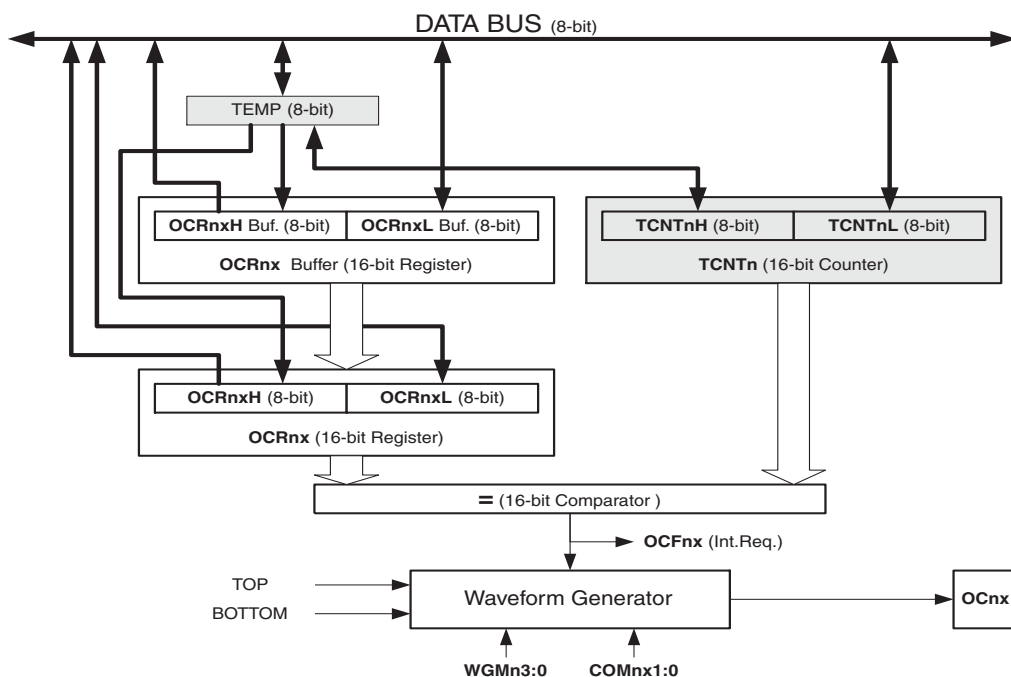 DATA BUS (8-bit)
TEMP (8-bit)
OCRnxH Buf. (8-bit) OCRnxL Buf. (8-bit)
OCRnx Buffer (16-bit Register)
TCNTnH (8-bit) TCNTnL (8-bit)
TCNTn (16-bit Counter)
OCRnxH (8-bit) OCRnxL (8-bit)
OCRnx (16-bit Register)
= (16-bit Comparator )
OCFnx (Int.Req.)
TOP
BOTTOM
Waveform Generator
OCnx
WGMn3:0 COMnx1:0